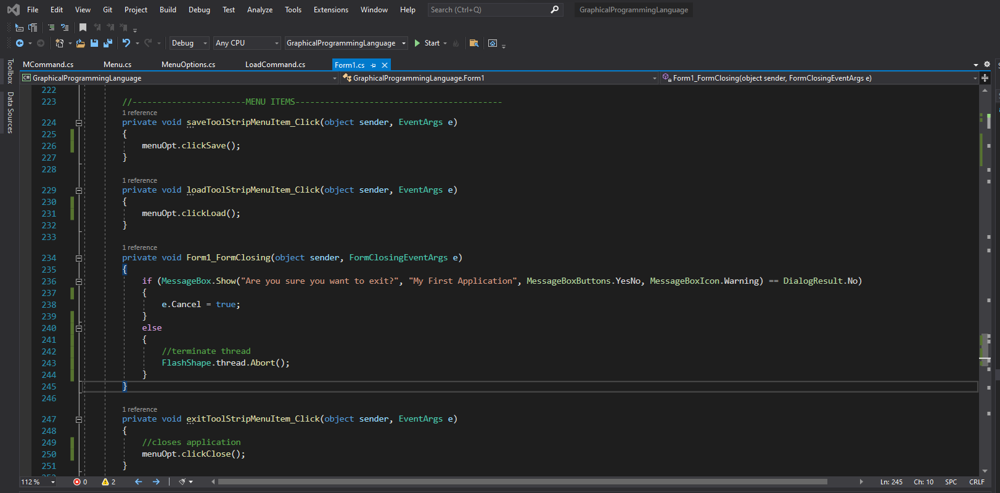 File Edit View Git Project Build Debug Test Analyze Tools Extensions Window Help Search (Ctrl+Q) GraphicalProgrammingLanguage
Debug Any CPU GraphicalProgrammingLanguage Start
Toolbox
Data Sources
MCommand.cs Menu.cs MenuOptions.cs LoadCommand.cs Form1.cs
C# GraphicalProgrammingLanguage GraphicalProgrammingLanguage.Form1 Form1_FormClosing(object sender, FormClosingEventArgs e)
222
223 //-----------------------MENU ITEMS------------------------------------------
1 reference
224 private void saveToolStripMenuItem_Click(object sender, EventArgs e)
225 {
226 menuOpt.clickSave();
227 }
228
1 reference
229 private void loadToolStripMenuItem_Click(object sender, EventArgs e)
230 {
231 menuOpt.clickLoad();
232 }
233
1 reference
234 private void Form1_FormClosing(object sender, FormClosingEventArgs e)
235 {
236 if (MessageBox.Show("Are you sure you want to exit?", "My First Application", MessageBoxButtons.YesNo, MessageBoxIcon.Warning) == DialogResult.No)
237 {
238 e.Cancel = true;
239 }
240 else
241 {
242 //terminate thread
243 FlashShape.thread.Abort();
244 }
245 }
246
1 reference
247 private void exitToolStripMenuItem_Click(object sender, EventArgs e)
248 {
249 //closes application
250 menuOpt.clickClose();
251 }
112 % 0 2 Ln: 245 Ch: 10 SPC CRLF